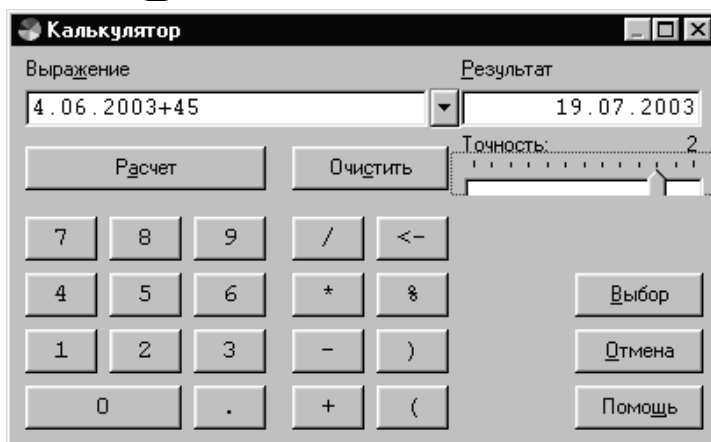 Калькулятор
Выражение Результат
4.06.2003+45 19.07.2003
Точность: 2
Расчет Очистить
7 8 9 / <-
4 5 6 * % Выбор
1 2 3 - ) Отмена
0 . + ( Помощь